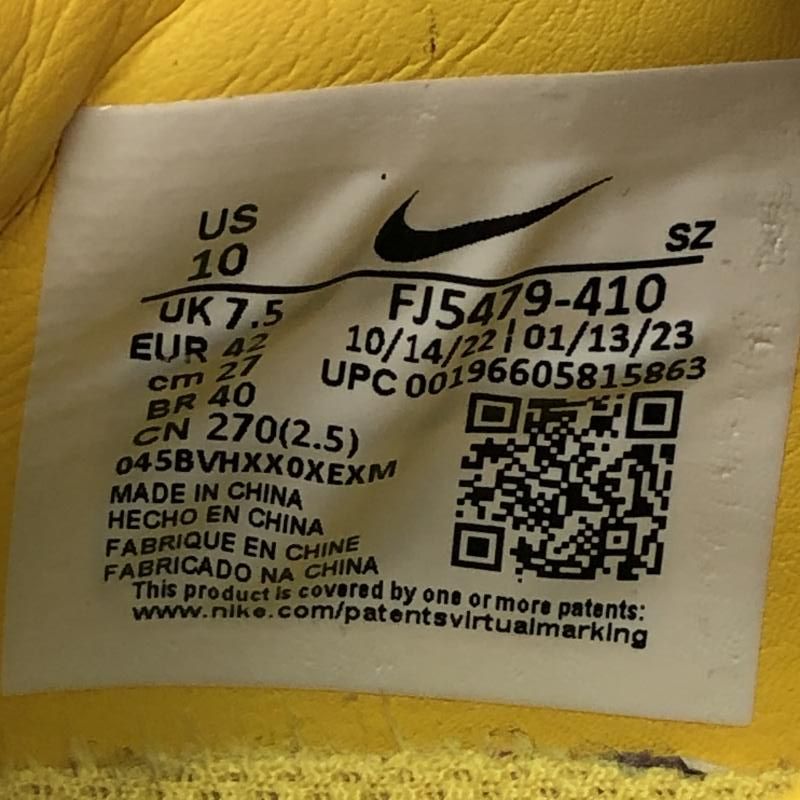 US
10
SZ
UK 7.5
EUR 42
cm 27
BR 40
CN 270(2.5)
FJ5479-410
10/14/22 | 01/13/23
UPC 00196605815863
045BVHXX0XEXM
MADE IN CHINA
HECHO EN CHINA
FABRIQUE EN CHINE
FABRICADO NA CHINA
This product is covered by one or more patents:
www.nike.com/patentsvirtualmarking